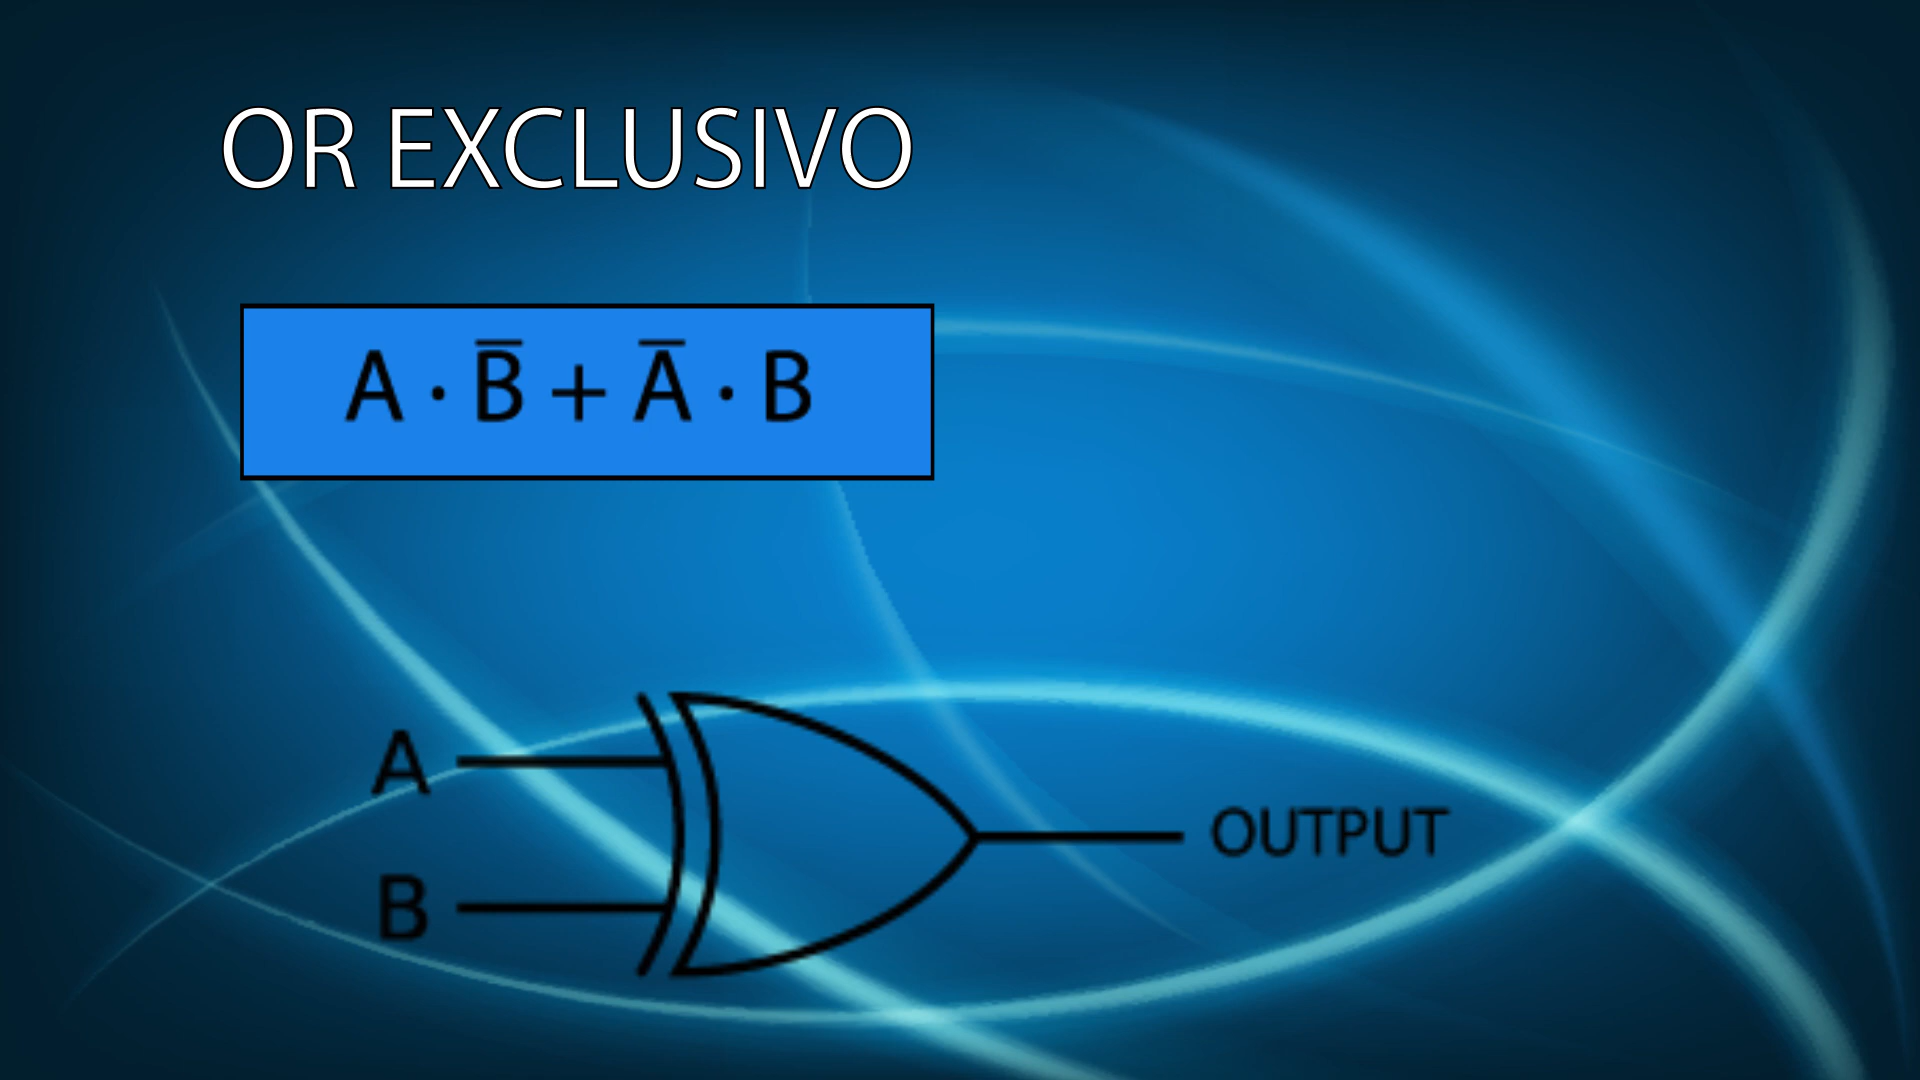 OR EXCLUSIVO
A · B̅ + A̅ · B
A
B
OUTPUT